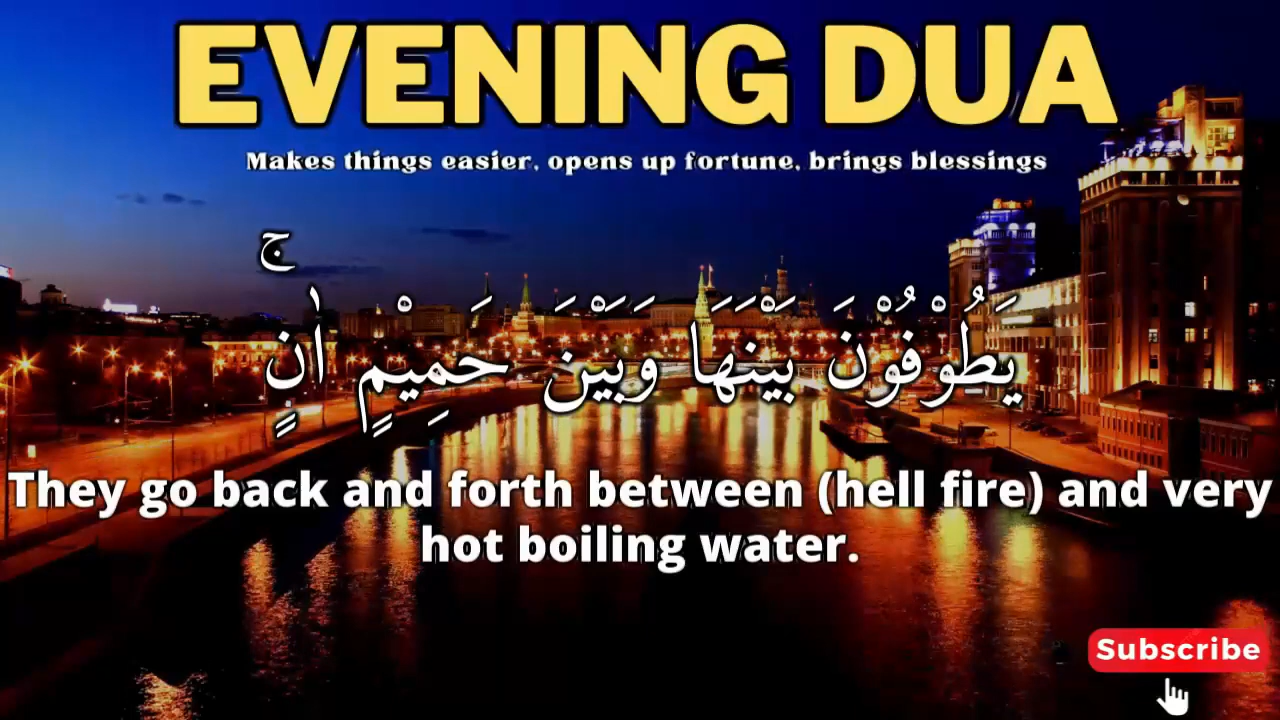 EVENING DUA
Makes things easier, opens up fortune, brings blessings
يَطُوْفُوْنَ بَيْنَهَا وَبَيْنَ حَمِيْمٍ اٰنٍ ۚ
They go back and forth between (hell fire) and very
hot boiling water.
Subscribe